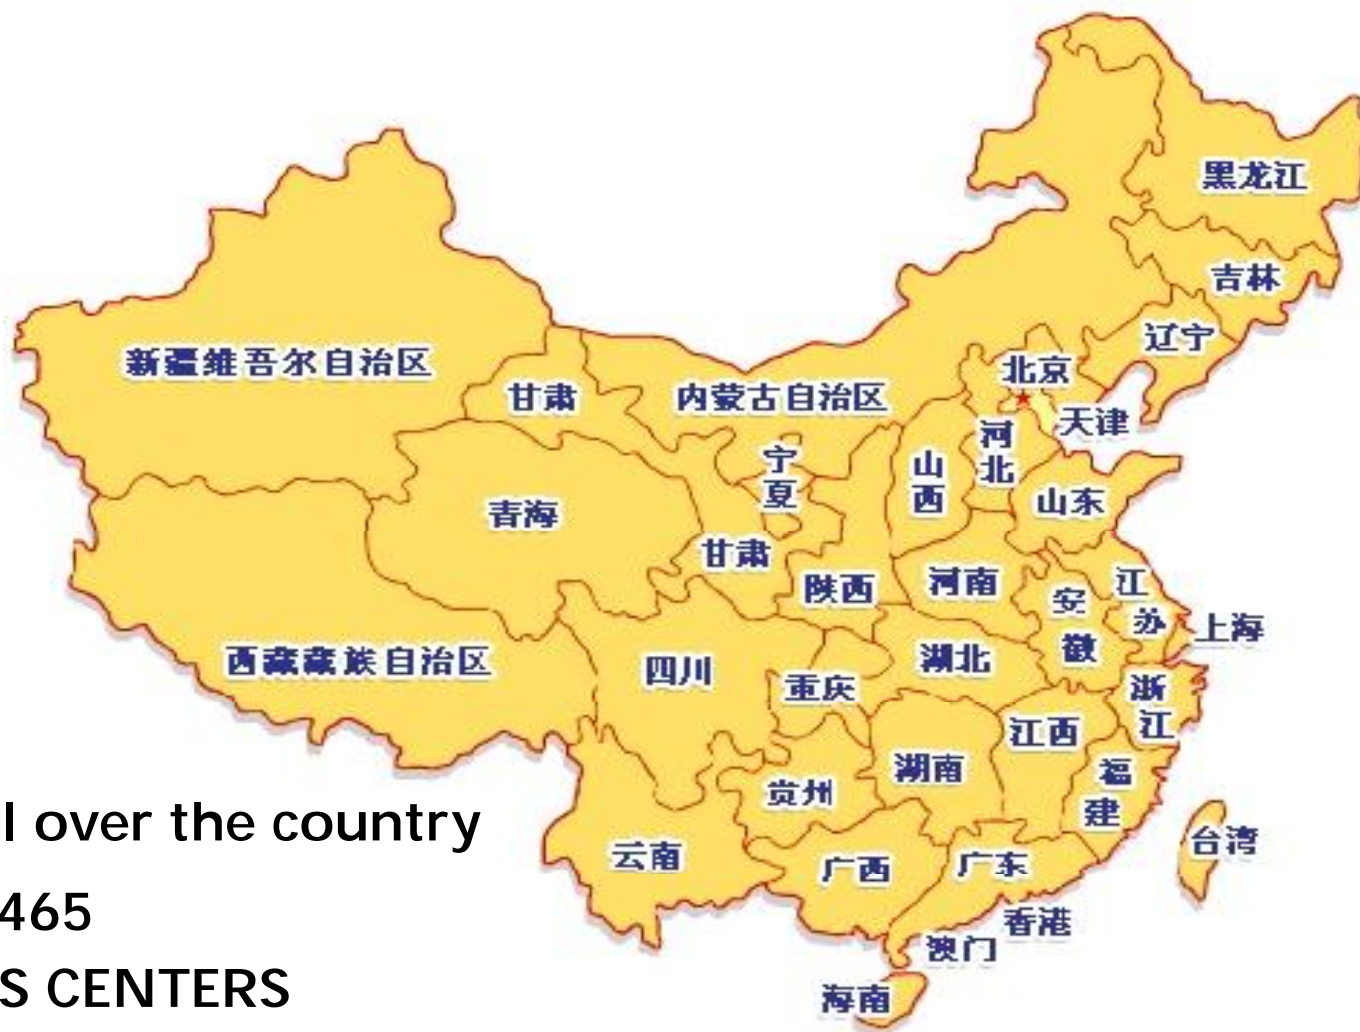 黑龙江
吉林
辽宁
新疆维吾尔自治区
甘肃
内蒙古自治区
北京
天津
河
北
宁
夏
山
西
山东
青海
甘肃
陕西
河南
江
苏
安
徽
上海
西藏藏族自治区
四川
重庆
湖北
浙
江
江西
湖南
贵州
福
建
l over the country
云南
广西
广东
台湾
465
香港
澳门
S CENTERS
海南